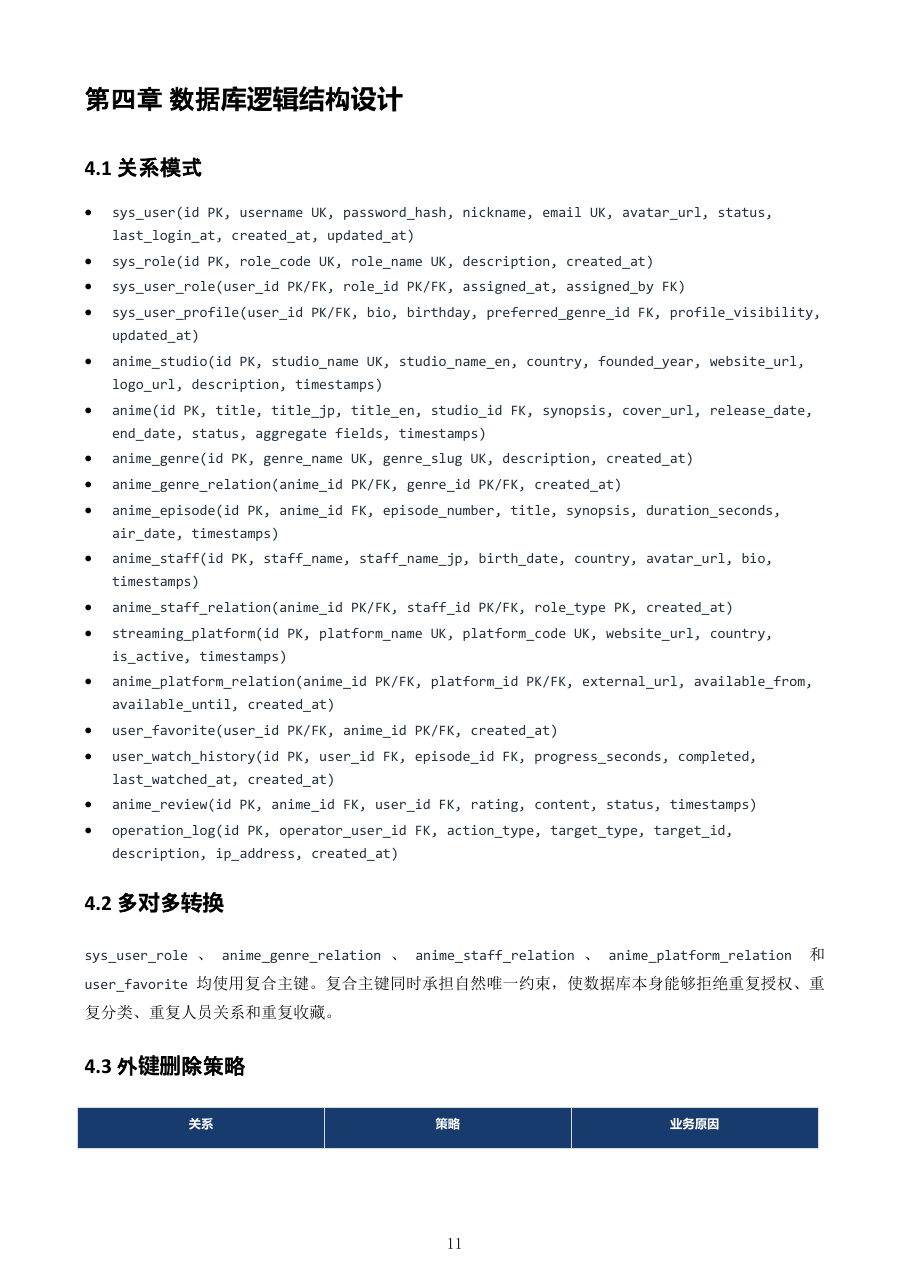 第四章 数据库逻辑结构设计
4.1 关系模式
• sys_user(id PK, username UK, password_hash, nickname, email UK, avatar_url, status,
last_login_at, created_at, updated_at)
• sys_role(id PK, role_code UK, role_name UK, description, created_at)
• sys_user_role(user_id PK/FK, role_id PK/FK, assigned_at, assigned_by FK)
• sys_user_profile(user_id PK/FK, bio, birthday, preferred_genre_id FK, profile_visibility,
updated_at)
• anime_studio(id PK, studio_name UK, studio_name_en, country, founded_year, website_url,
logo_url, description, timestamps)
• anime(id PK, title, title_jp, title_en, studio_id FK, synopsis, cover_url, release_date,
end_date, status, aggregate fields, timestamps)
• anime_genre(id PK, genre_name UK, genre_slug UK, description, created_at)
• anime_genre_relation(anime_id PK/FK, genre_id PK/FK, created_at)
• anime_episode(id PK, anime_id FK, episode_number, title, synopsis, duration_seconds,
air_date, timestamps)
• anime_staff(id PK, staff_name, staff_name_jp, birth_date, country, avatar_url, bio,
timestamps)
• anime_staff_relation(anime_id PK/FK, staff_id PK/FK, role_type PK, created_at)
• streaming_platform(id PK, platform_name UK, platform_code UK, website_url, country,
is_active, timestamps)
• anime_platform_relation(anime_id PK/FK, platform_id PK/FK, external_url, available_from,
available_until, created_at)
• user_favorite(user_id PK/FK, anime_id PK/FK, created_at)
• user_watch_history(id PK, user_id FK, episode_id FK, progress_seconds, completed,
last_watched_at, created_at)
• anime_review(id PK, anime_id FK, user_id FK, rating, content, status, timestamps)
• operation_log(id PK, operator_user_id FK, action_type, target_type, target_id,
description, ip_address, created_at)
4.2 多对多转换
sys_user_role 、 anime_genre_relation 、 anime_staff_relation 、 anime_platform_relation 和
user_favorite 均使用复合主键。复合主键同时承担自然唯一约束，使数据库本身能够拒绝重复授权、重
复分类、重复人员关系和重复收藏。
4.3 外键删除策略
关系 策略 业务原因
11